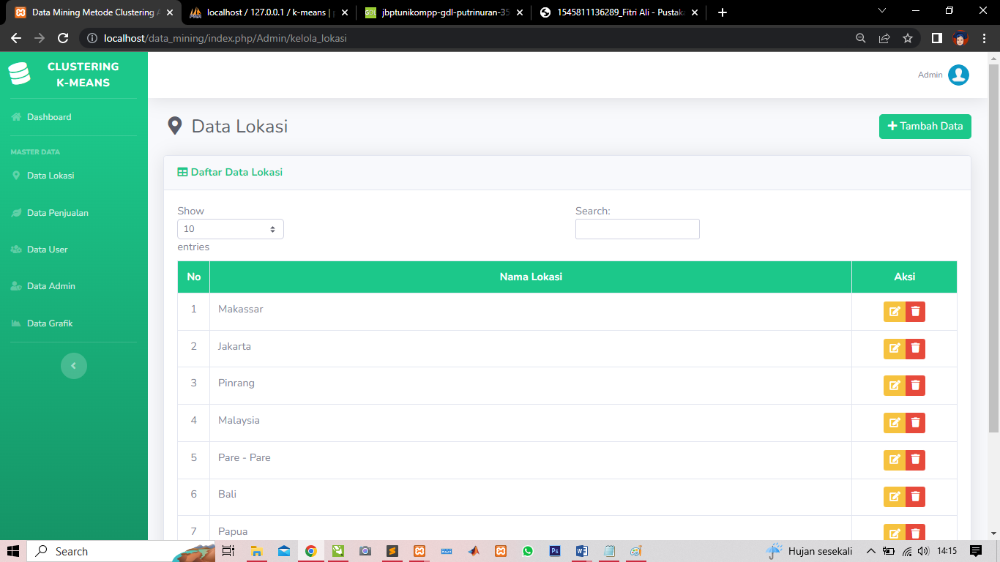 Data Mining Metode Clustering A
localhost / 127.0.0.1 / k-means | p
jbptunikompp-gdl-putrinuran-35
1545811136289_Fitri Ali - Pustaka
localhost/data_mining/index.php/Admin/kelola_lokasi
CLUSTERING
K-MEANS
Admin
Dashboard
Data Lokasi
Tambah Data
MASTER DATA
Data Lokasi
Data Penjualan
Data User
Data Admin
Data Grafik
Daftar Data Lokasi
Show
Search:
10
entries
No Nama Lokasi Aksi
1 Makassar
2 Jakarta
3 Pinrang
4 Malaysia
5 Pare - Pare
6 Bali
7 Papua
Search
Hujan sesekali
14:15